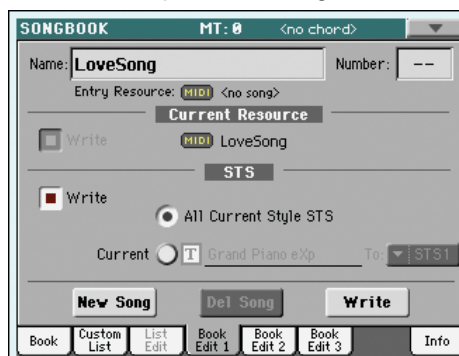 SONGBOOK MT:0 <no chord>
Name: LoveSong Number: --
Entry Resource: MIDI <no song>
Current Resource
Write MIDI LoveSong
STS
Write
All Current Style STS
Current T Grand Piano eXp To: STS1
New Song Del Song Write
Book Custom List List Edit Book Edit 1 Book Edit 2 Book Edit 3 Info